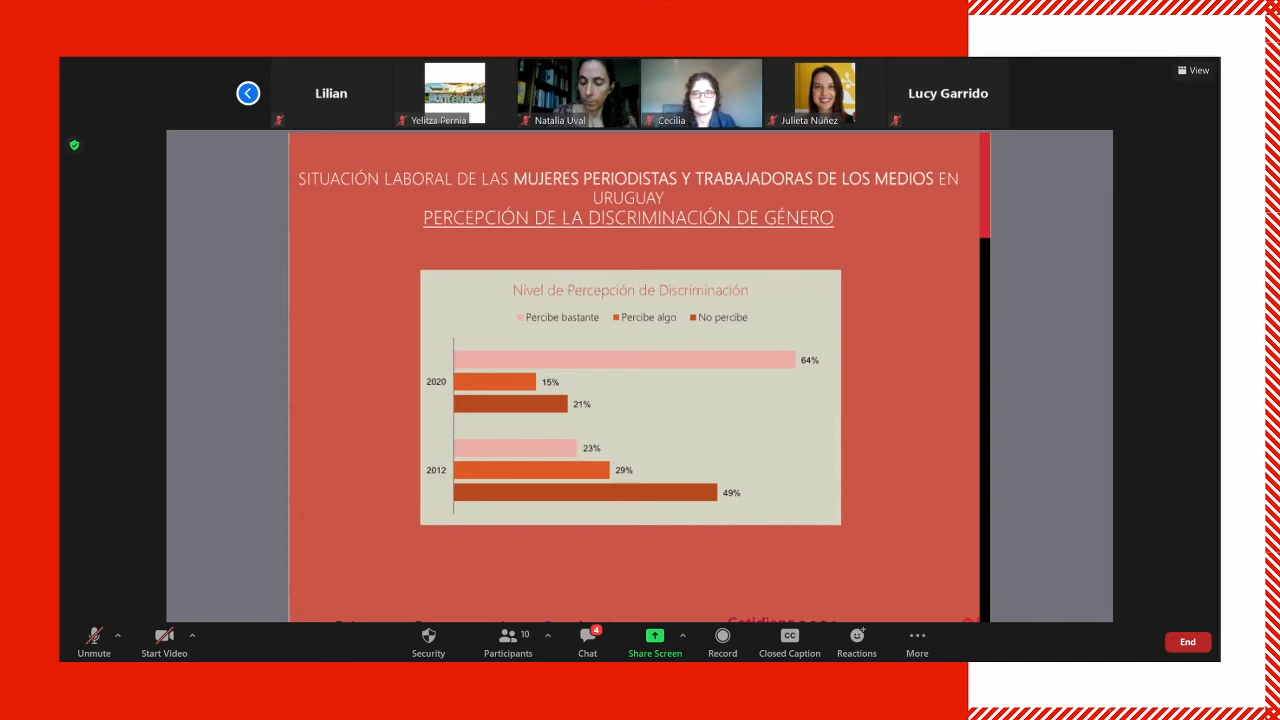 View
Lilian
Yelitza Pernia
Natalia Uval
Cecilia
Julieta Núñez
Lucy Garrido
SITUACIÓN LABORAL DE LAS MUJERES PERIODISTAS Y TRABAJADORAS DE LOS MEDIOS EN
URUGUAY
PERCEPCIÓN DE LA DISCRIMINACIÓN DE GÉNERO
Nivel de Percepción de Discriminación
Percibe bastante Percibe algo No percibe
64%
2020 15%
21%
23%
2012 29%
49%
10
4
CC
Unmute Start Video Security Participants Chat Share Screen Record Closed Caption Reactions More
End